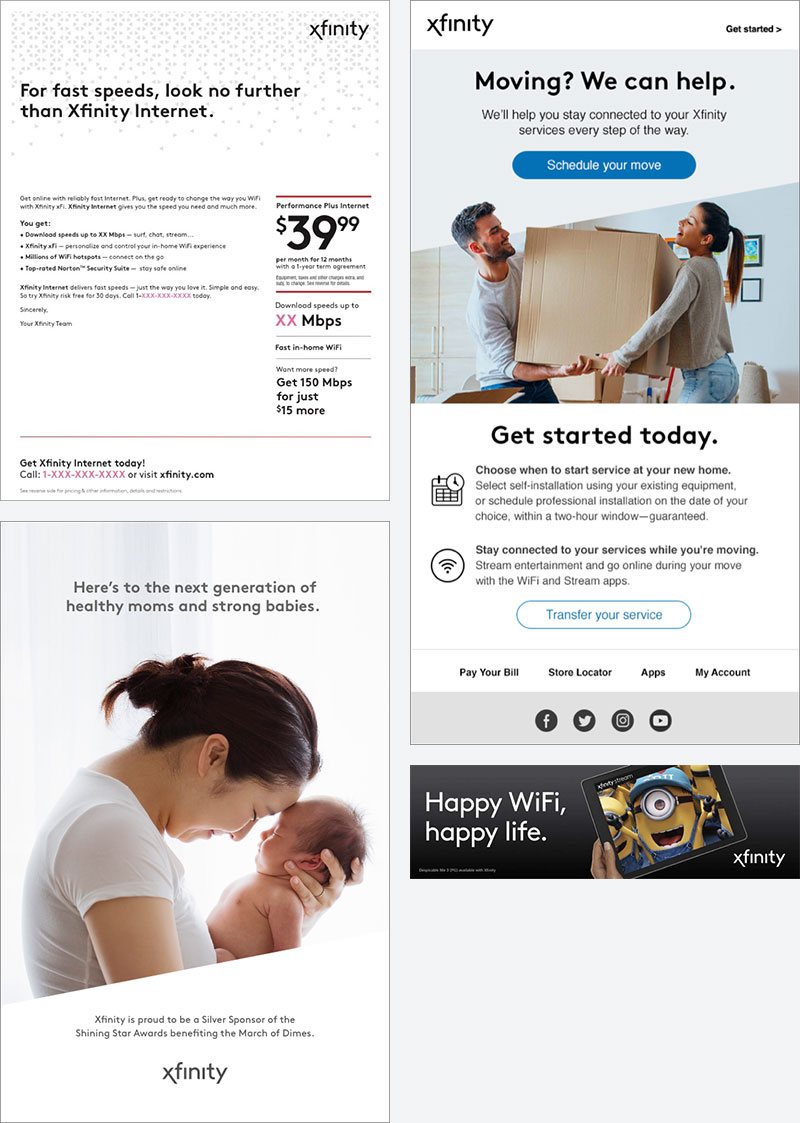 xfinity
For fast speeds, look no further
than Xfinity Internet.
Get online with reliably fast Internet. Plus, get ready to change the way you WiFi
with Xfinity xFi. Xfinity Internet gives you the speed you need and much more.
You get:
• Download speeds up to XX Mbps — surf, chat, stream...
• Xfinity xFi — personalize and control your in-home WiFi experience
• Millions of WiFi hotspots — connect on the go
• Top-rated Norton™ Security Suite — stay safe online
Xfinity Internet delivers fast speeds — just the way you love it. Simple and easy.
So try Xfinity risk free for 30 days. Call 1-XXX-XXX-XXXX today.
Sincerely,
Your Xfinity Team
Performance Plus Internet
$39.99
per month for 12 months
with a 1-year term agreement
Equipment, taxes and other charges extra, and
subj. to change. See reverse for details.
Download speeds up to
XX Mbps
Fast in-home WiFi
Want more speed?
Get 150 Mbps
for just
$15 more
Get Xfinity Internet today!
Call: 1-XXX-XXX-XXXX or visit xfinity.com
See reverse side for pricing & other information, details and restrictions.
xfinity
Get started >
Moving? We can help.
We'll help you stay connected to your Xfinity
services every step of the way.
Schedule your move
Get started today.
Choose when to start service at your new home.
Select self-installation using your existing equipment,
or schedule professional installation on the date of your
choice, within a two-hour window—guaranteed.
Stay connected to your services while you're moving.
Stream entertainment and go online during your move
with the WiFi and Stream apps.
Transfer your service
Pay Your Bill Store Locator Apps My Account
Here's to the next generation of
healthy moms and strong babies.
Xfinity is proud to be a Silver Sponsor of the
Shining Star Awards benefiting the March of Dimes.
xfinity
Happy WiFi,
happy life.
xfinity stream
xfinity
Despicable Me 3 (PG) available with Xfinity